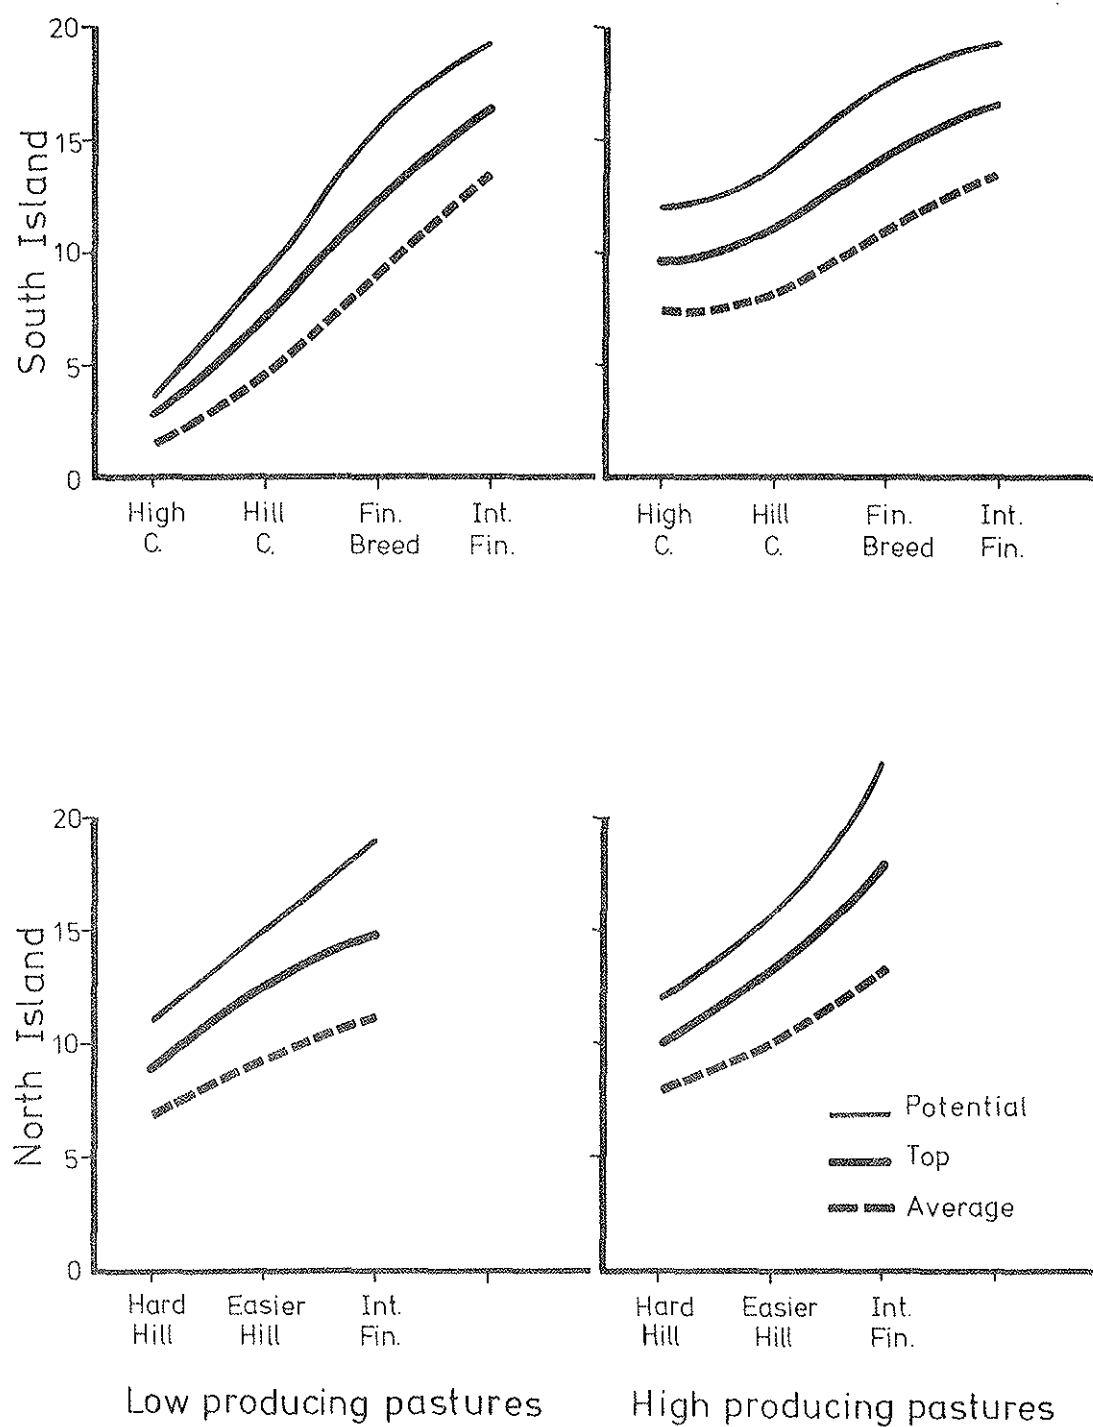 South Island
20
15
10
5
0
High Hill Fin. Int.
C. C. Breed Fin.
High Hill Fin. Int.
C. C. Breed Fin.
North Island
20
15
10
5
0
Potential
Top
Average
Hard Easier Int.
Hill Hill Fin.
Hard Easier Int.
Hill Hill Fin.
Low producing pastures
High producing pastures